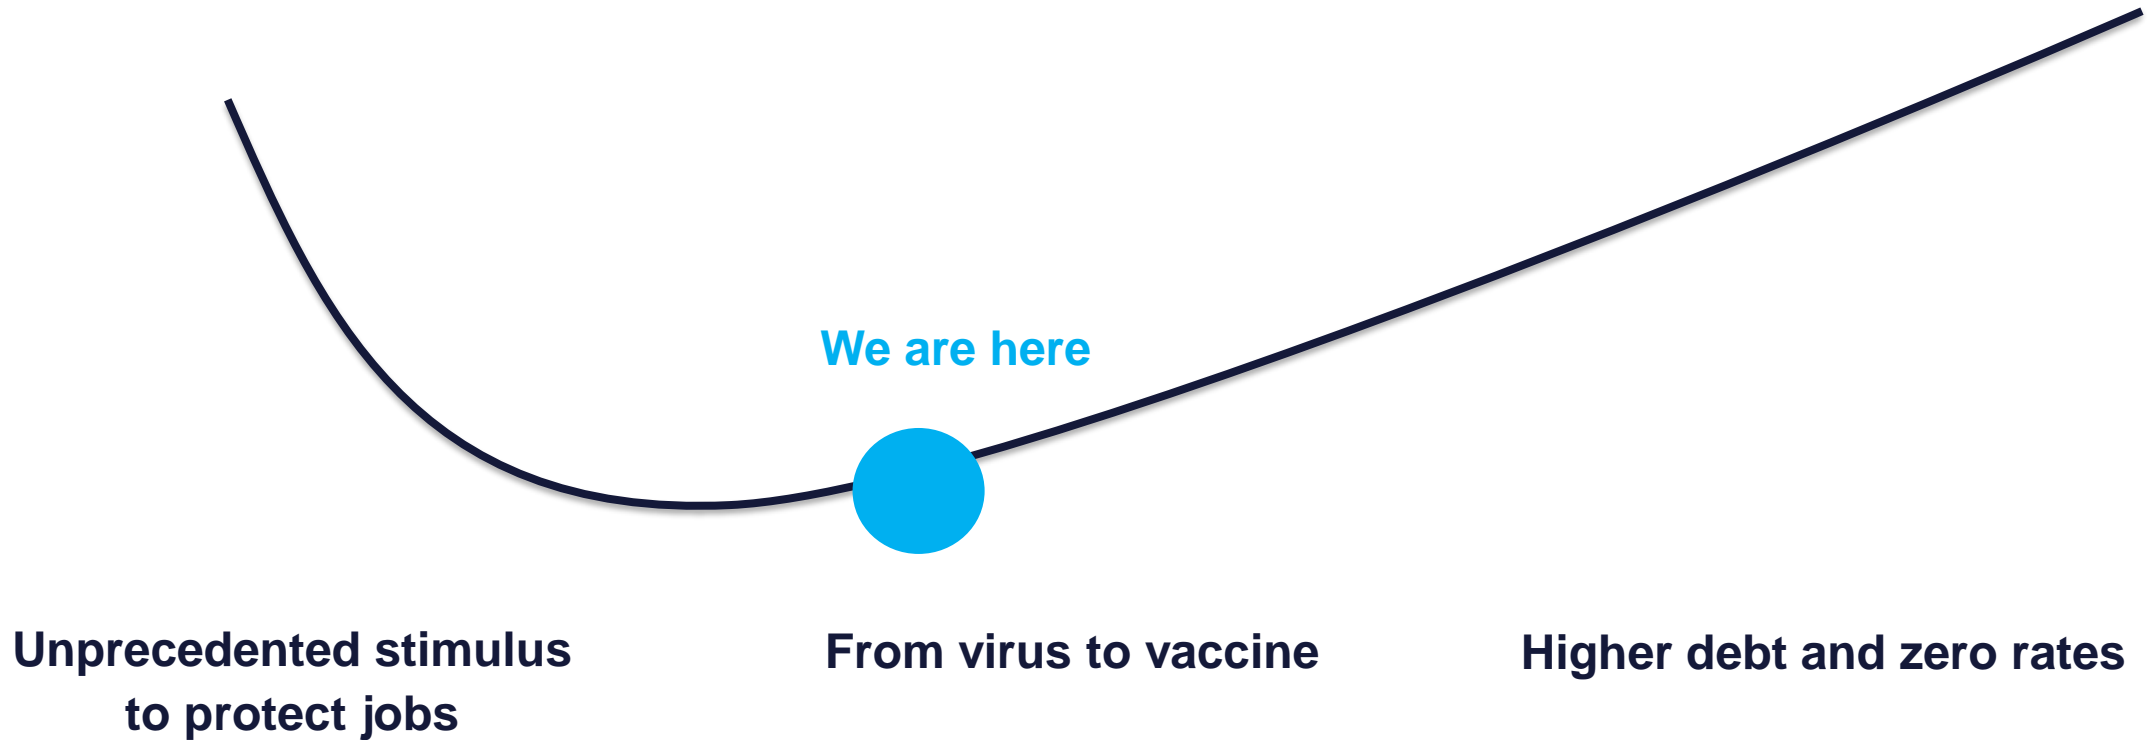 We are here
Unprecedented stimulus
to protect jobs
From virus to vaccine
Higher debt and zero rates